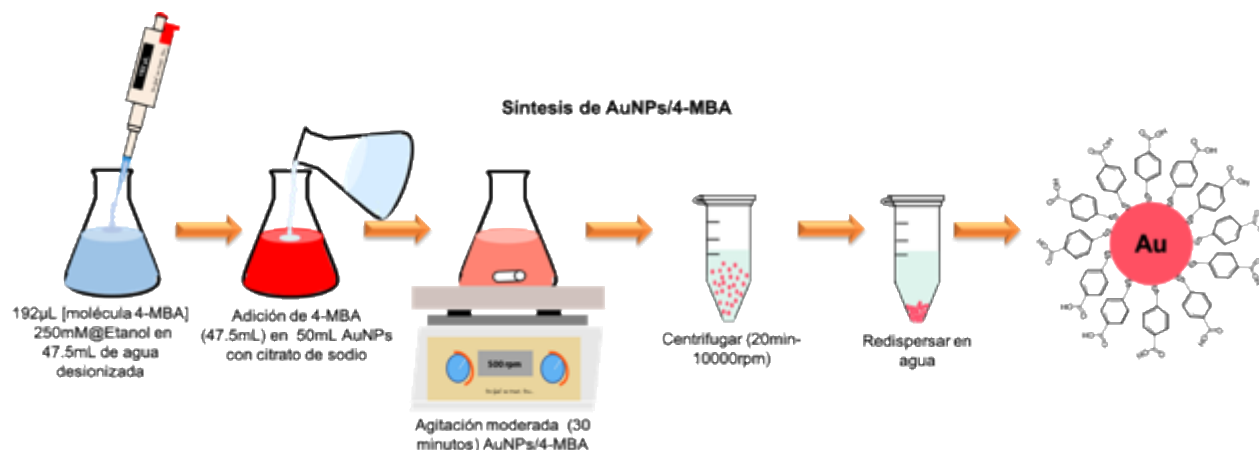 Síntesis de AuNPs/4-MBA
192µL [molécula 4-MBA]
250mM@Etanol en
47.5mL de agua
desionizada
Adición de 4-MBA
(47.5mL) en 50mL AuNPs
con citrato de sodio
500 rpm
Agitación moderada (30
minutos) AuNPs/4-MBA
Centrifugar (20min-
10000rpm)
Redispersar en
agua
Au